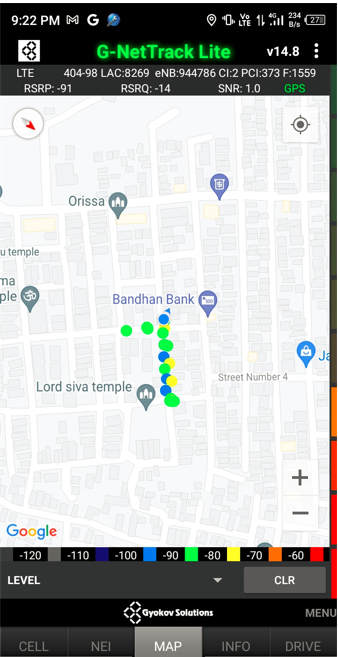 9:22 PM M G Vo LTE 234 B/s 27
G-NetTrack Lite v14.8
LTE 404-98 LAC:8269 eNB:944786 CI:2 PCI:373 F:1559
RSRP: -91 RSRQ: -14 SNR: 1.0 GPS
Orissa
u temple
ma
ple
Bandhan Bank
Ja
Street Number 4
Lord siva temple
+
−
Google
-120 -110 -100 -90 -80 -70 -60
LEVEL CLR
Gyokov Solutions MENU
CELL NEI MAP INFO DRIVE